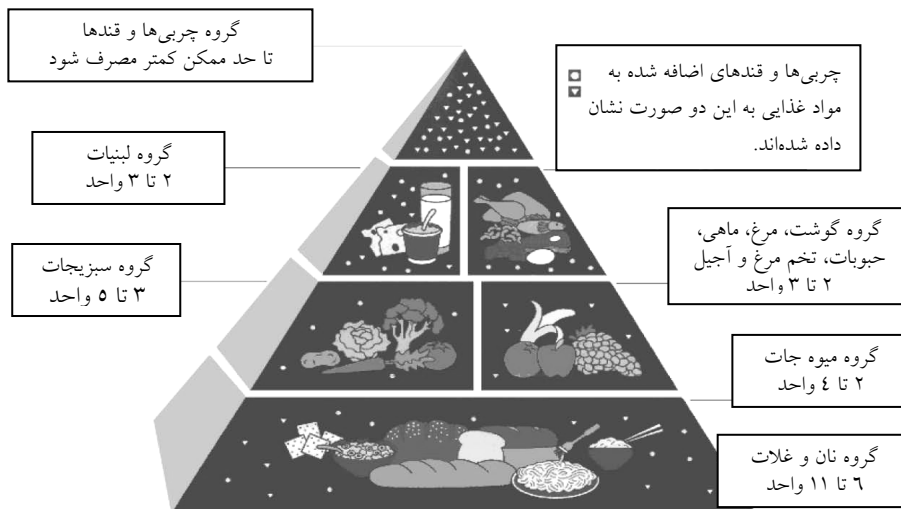 گروه چربی‌ها و قندها
تا حد ممکن کمتر مصرف شود
چربی‌ها و قندهای اضافه شده به
مواد غذایی به این دو صورت نشان
داده شده‌اند.
گروه لبنیات
۲ تا ۳ واحد
گروه گوشت، مرغ، ماهی،
حبوبات، تخم مرغ و آجیل
۲ تا ۳ واحد
گروه سبزیجات
۳ تا ۵ واحد
گروه میوه جات
۲ تا ٤ واحد
گروه نان و غلات
٦ تا ۱۱ واحد